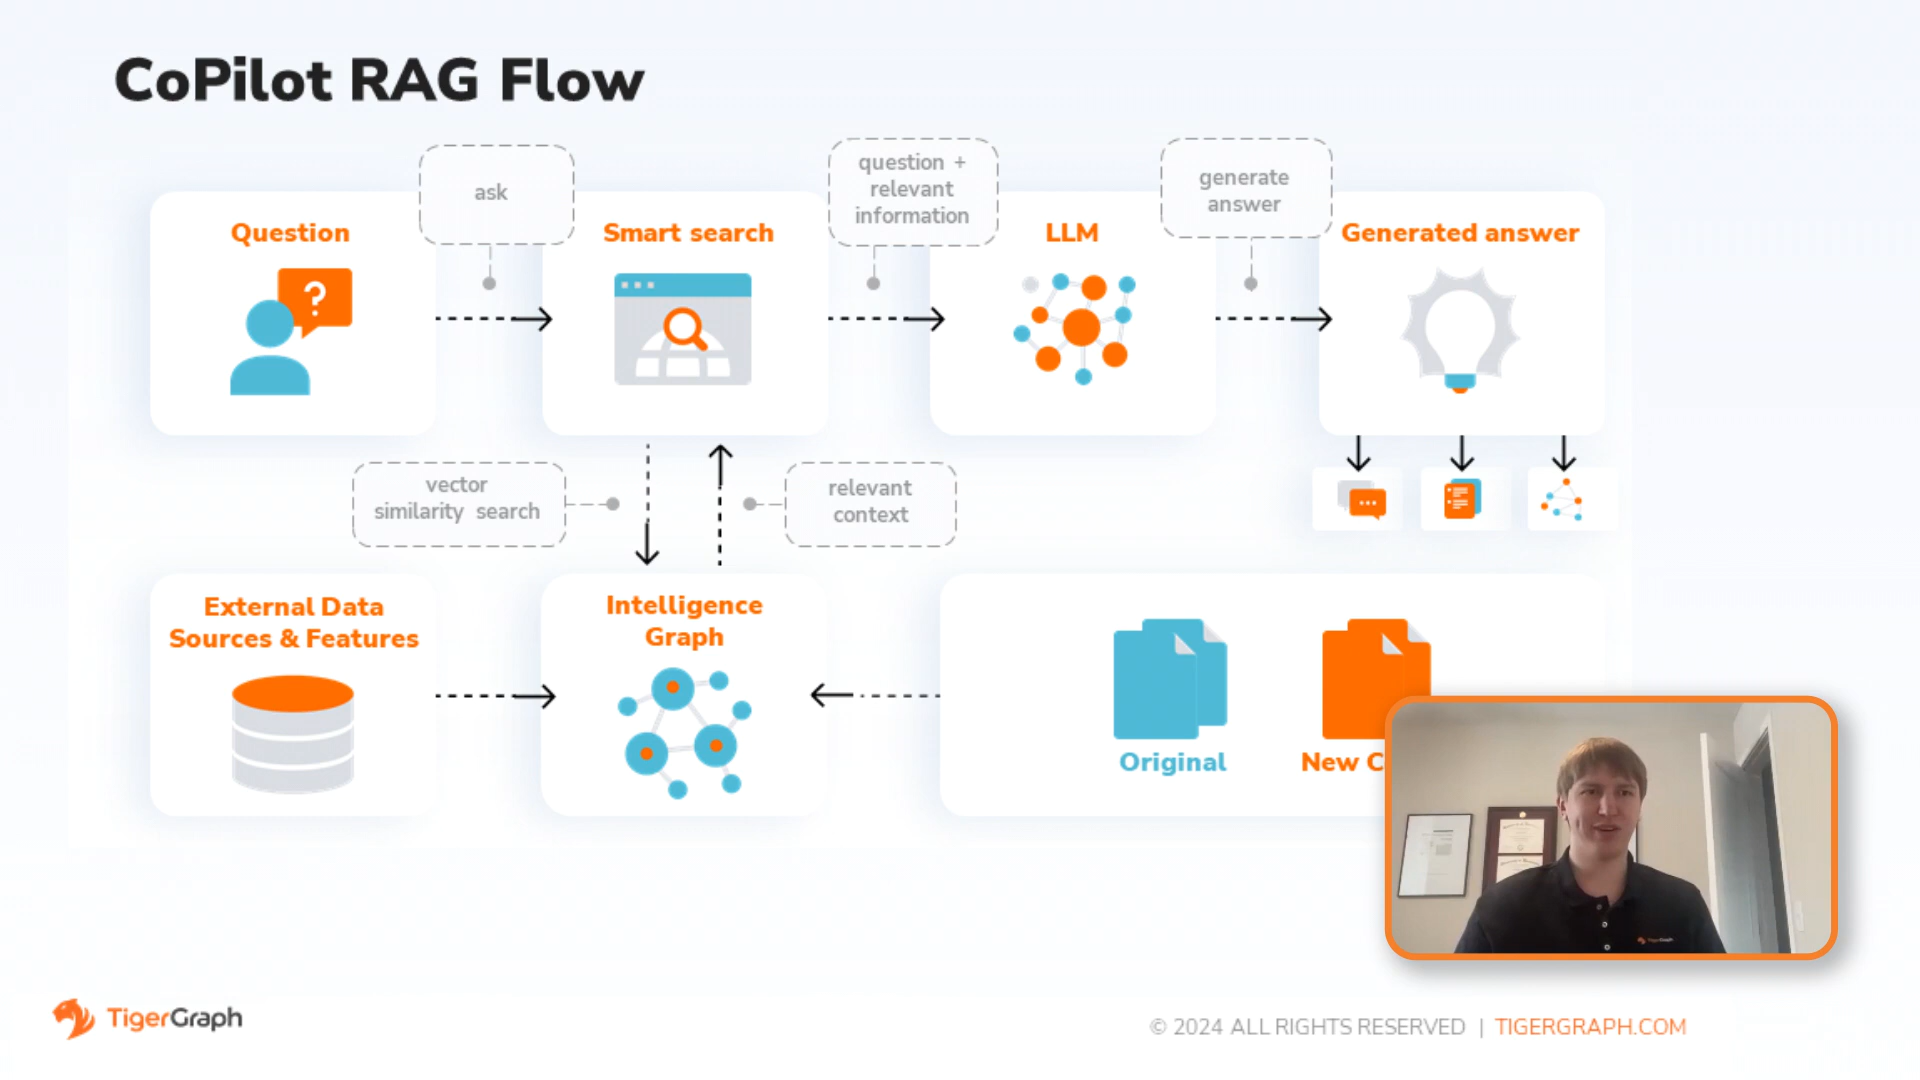 CoPilot RAG Flow
ask
question +
relevant
information
generate
answer
Question
Smart search
LLM
Generated answer
?
vector
similarity search
relevant
context
External Data
Sources & Features
Intelligence
Graph
Original
New C
TigerGraph
TigerGraph
© 2024 ALL RIGHTS RESERVED | TIGERGRAPH.COM